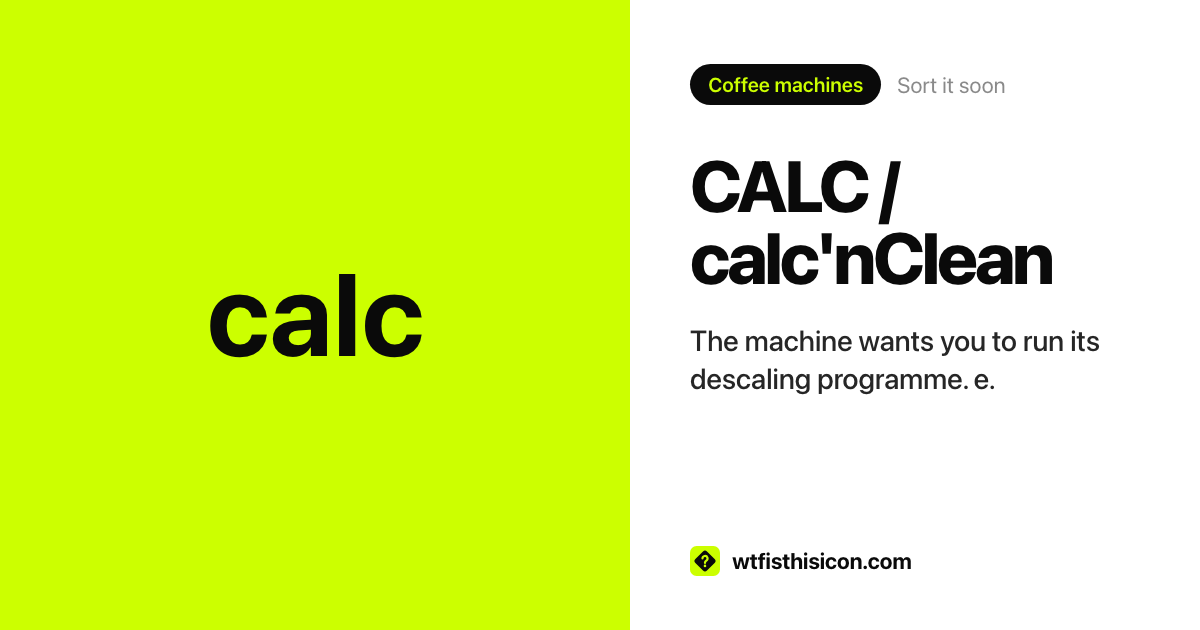 calc
Coffee machines
Sort it soon
CALC /
calc'nClean
The machine wants you to run its
descaling programme. e.
?
wtfisthisicon.com